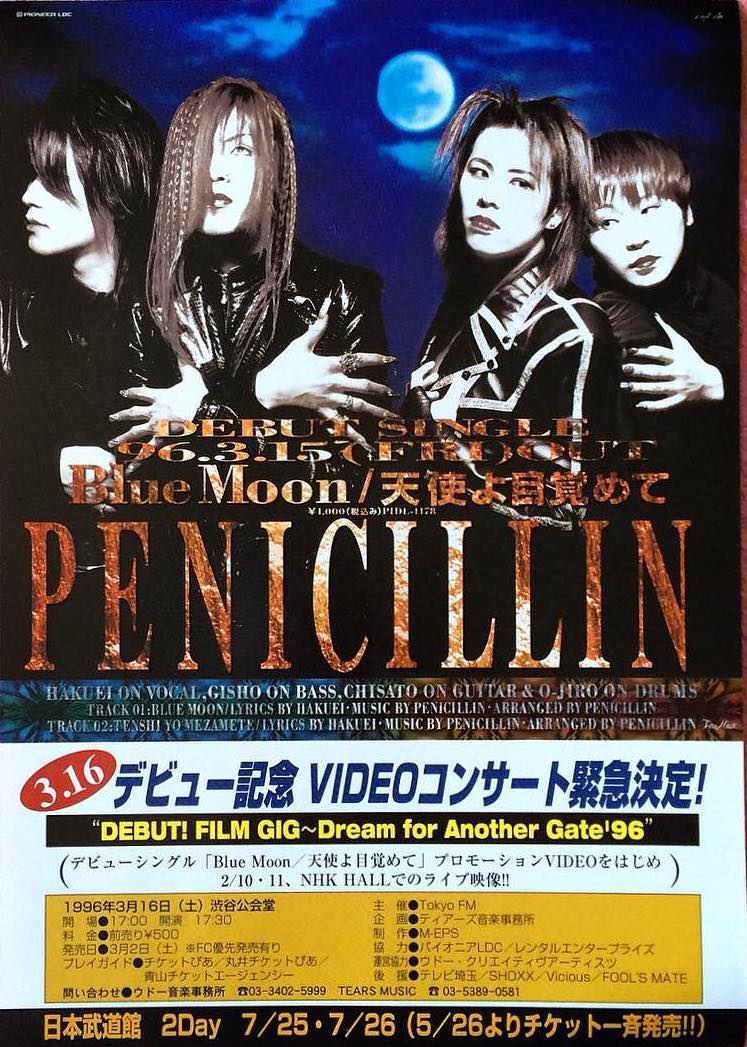 PIONEER LDC
DEBUT SINGLE
96.3.15(FRI)OUT
Blue Moon/天使よ目覚めて
¥1,000(税込み)PIDL-1178
PENICILLIN
HAKUEI ON VOCAL,GISHO ON BASS,CHISATO ON GUITAR & O-JIRO ON DRUMS
TRACK 01:BLUE MOON/LYRICS BY HAKUEI・MUSIC BY PENICILLIN・ARRANGED BY PENICILLIN
TRACK 02:TENSHI YO MEZAMETE/LYRICS BY HAKUEI・MUSIC BY PENICILLIN・ARRANGED BY PENICILLIN
3.16 デビュー記念 VIDEOコンサート緊急決定!
"DEBUT! FILM GIG~Dream for Another Gate'96"
(デビューシングル「Blue Moon/天使よ目覚めて」プロモーションVIDEOをはじめ
2/10・11、NHK HALLでのライブ映像!!)
1996年3月16日(土)渋谷公会堂
開 場●17:00 開演 17:30
料 金●前売り¥500
発売日●3月2日(土)※FC優先発売有り
プレイガイド●チケットぴあ/丸井チケットぴあ/
青山チケットエージェンシー
主 催●Tokyo FM
企 画●ティアーズ音楽事務所
制 作●M-EPS
協 力●パイオニアLDC/レンタルエンタープライズ
運営協力●ウドー・クリエイティヴアーティスツ
後 援●テレビ埼玉/SHOXX/Vicious/FOOL'S MATE
問い合わせ●ウドー音楽事務所 ☎03-3402-5999 TEARS MUSIC ☎03-5389-0581
日本武道館 2Day 7/25・7/26(5/26よりチケット一斉発売!!)